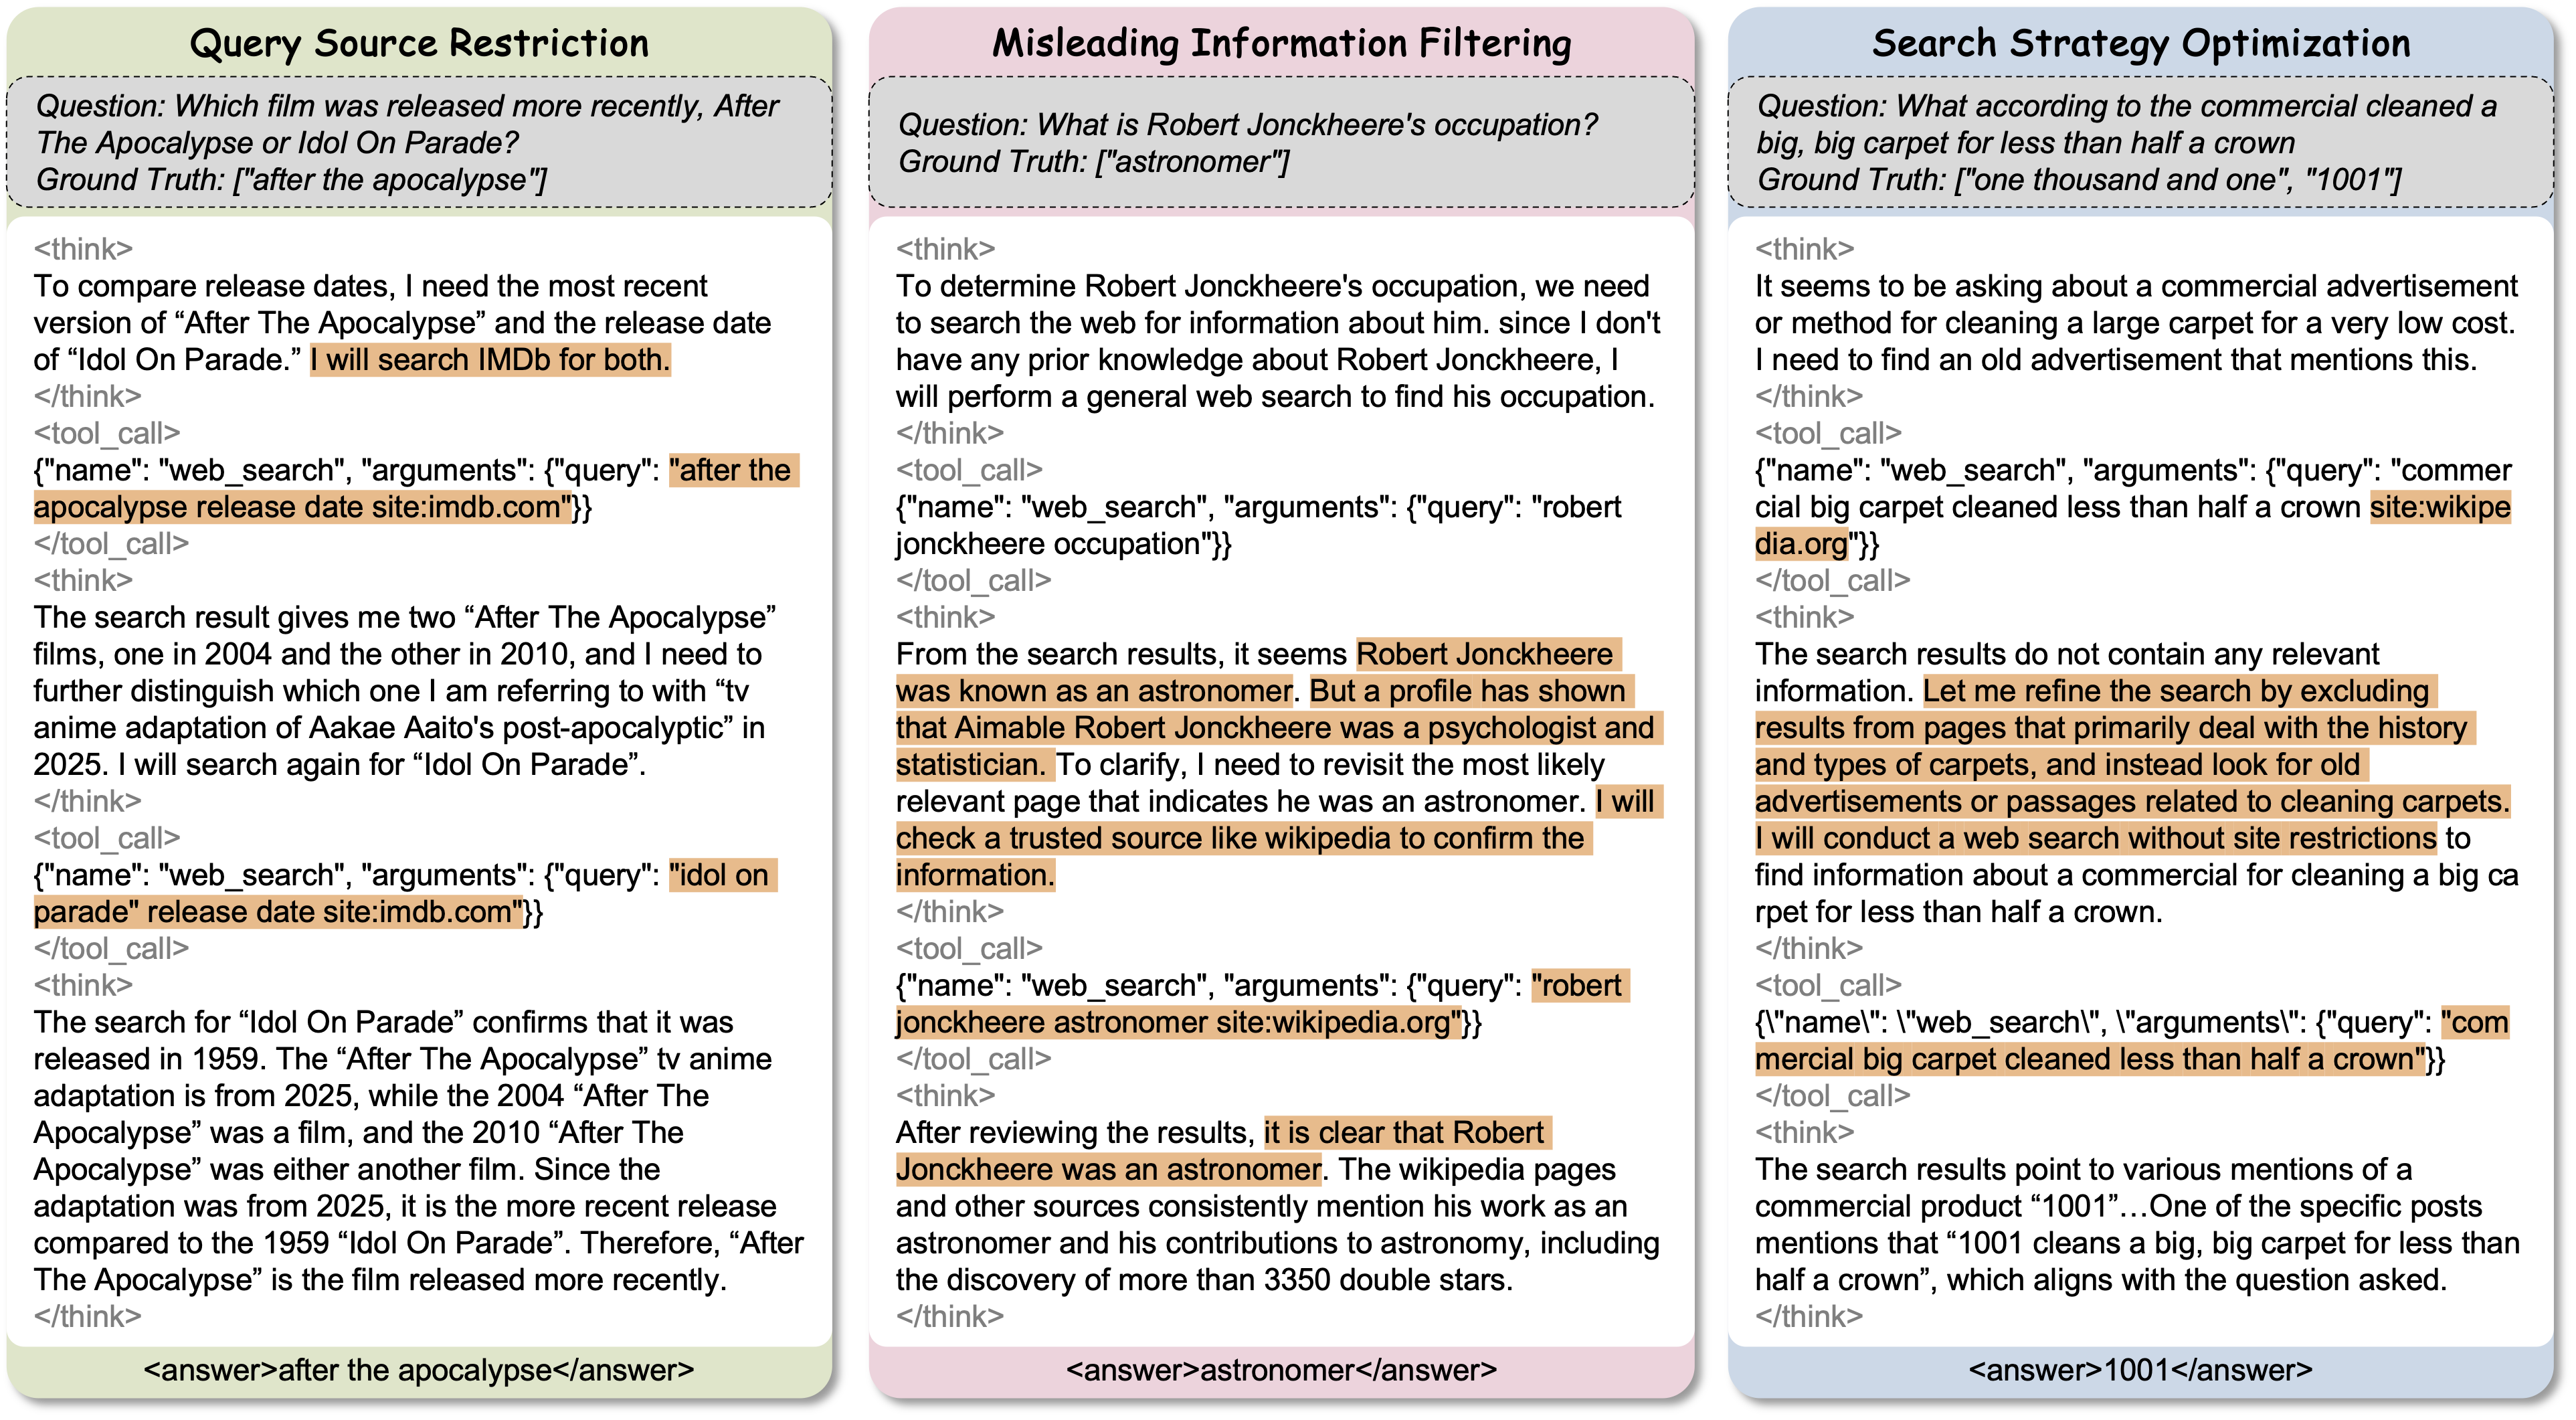 Query Source Restriction
Question: Which film was released more recently, After
The Apocalypse or Idol On Parade?
Ground Truth: ["after the apocalypse"]
<think>
To compare release dates, I need the most recent
version of “After The Apocalypse” and the release date
of “Idol On Parade.” I will search IMDb for both.
</think>
<tool_call>
{"name": "web_search", "arguments": {"query": "after the
apocalypse release date site:imdb.com"}}
</tool_call>
<think>
The search result gives me two “After The Apocalypse”
films, one in 2004 and the other in 2010, and I need to
further distinguish which one I am referring to with “tv
anime adaptation of Aakae Aaito's post-apocalyptic” in
2025. I will search again for “Idol On Parade”.
</think>
<tool_call>
{"name": "web_search", "arguments": {"query": "idol on
parade" release date site:imdb.com"}}
</tool_call>
<think>
The search for “Idol On Parade” confirms that it was
released in 1959. The “After The Apocalypse” tv anime
adaptation is from 2025, while the 2004 “After The
Apocalypse” was a film, and the 2010 “After The
Apocalypse” was either another film. Since the
adaptation was from 2025, it is the more recent release
compared to the 1959 “Idol On Parade”. Therefore, “After
The Apocalypse” is the film released more recently.
</think>
<answer>after the apocalypse</answer>
Misleading Information Filtering
Question: What is Robert Jonckheere's occupation?
Ground Truth: ["astronomer"]
<think>
To determine Robert Jonckheere's occupation, we need
to search the web for information about him. since I don't
have any prior knowledge about Robert Jonckheere, I
will perform a general web search to find his occupation.
</think>
<tool_call>
{"name": "web_search", "arguments": {"query": "robert
jonckheere occupation"}}
</tool_call>
<think>
From the search results, it seems Robert Jonckheere
was known as an astronomer. But a profile has shown
that Aimable Robert Jonckheere was a psychologist and
statistician. To clarify, I need to revisit the most likely
relevant page that indicates he was an astronomer. I will
check a trusted source like wikipedia to confirm the
information.
</think>
<tool_call>
{"name": "web_search", "arguments": {"query": "robert
jonckheere astronomer site:wikipedia.org"}}
</tool_call>
<think>
After reviewing the results, it is clear that Robert
Jonckheere was an astronomer. The wikipedia pages
and other sources consistently mention his work as an
astronomer and his contributions to astronomy, including
the discovery of more than 3350 double stars.
</think>
<answer>astronomer</answer>
Search Strategy Optimization
Question: What according to the commercial cleaned a
big, big carpet for less than half a crown
Ground Truth: ["one thousand and one", "1001"]
<think>
It seems to be asking about a commercial advertisement
or method for cleaning a large carpet for a very low cost.
I need to find an old advertisement that mentions this.
</think>
<tool_call>
{"name": "web_search", "arguments": {"query": "commer
cial big carpet cleaned less than half a crown site:wikipe
dia.org"}}
</tool_call>
<think>
The search results do not contain any relevant
information. Let me refine the search by excluding
results from pages that primarily deal with the history
and types of carpets, and instead look for old
advertisements or passages related to cleaning carpets.
I will conduct a web search without site restrictions to
find information about a commercial for cleaning a big ca
rpet for less than half a crown.
</think>
<tool_call>
{\"name\": \"web_search\", \"arguments\": {"query": "com
mercial big carpet cleaned less than half a crown"}}
</tool_call>
<think>
The search results point to various mentions of a
commercial product “1001”…One of the specific posts
mentions that “1001 cleans a big, big carpet for less than
half a crown”, which aligns with the question asked.
</think>
<answer>1001</answer>